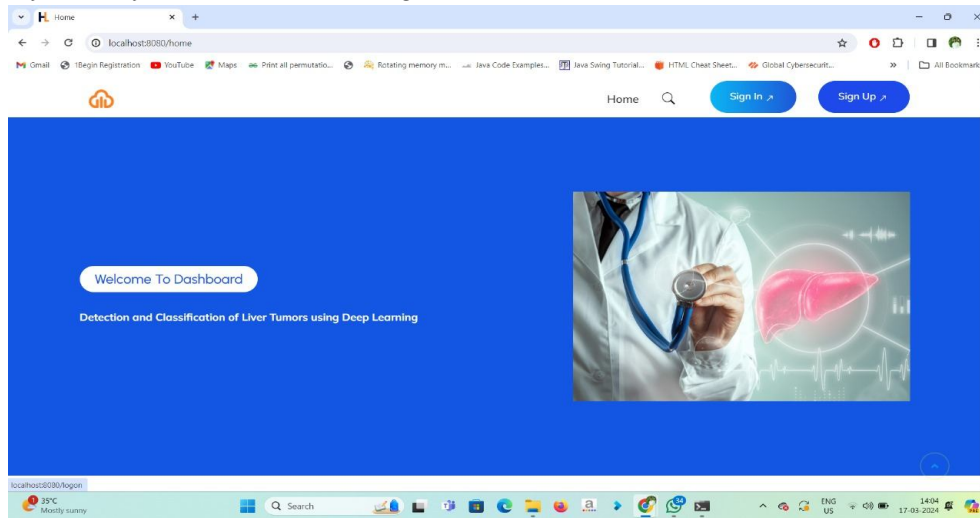 Home
localhost:8080/home
Gmail 1Begin Registration YouTube Maps Print all permutatio... Rotating memory m... Java Code Examples... Java Swing Tutorial... HTML Cheat Sheet... Global Cybersecurit... » All Bookmark
Home Sign In Sign Up
Welcome To Dashboard
Detection and Classification of Liver Tumors using Deep Learning
localhost:8080/logon
1 35°C Search 34 ENG 14:04
Mostly sunny US 17-03-2024